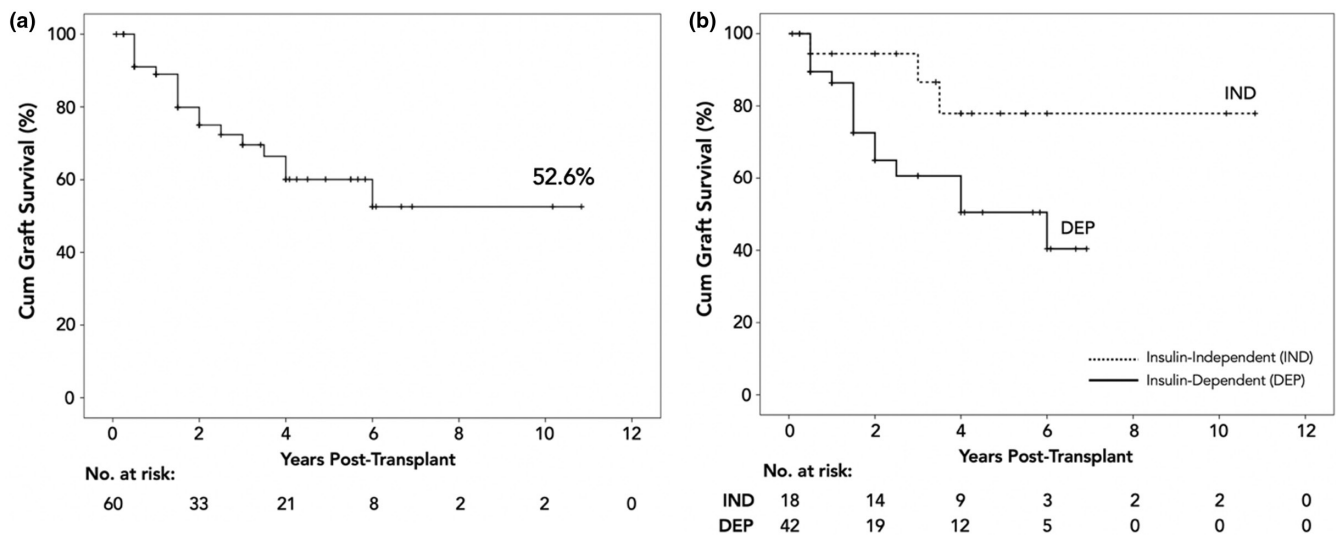 (a)
100
80
60
40
20
0
Cum Graft Survival (%)
52.6%
0 2 4 6 8 10 12
Years Post-Transplant
No. at risk:
60 33 21 8 2 2 0
(b)
100
80
60
40
20
0
Cum Graft Survival (%)
IND
DEP
Insulin-Independent (IND)
Insulin-Dependent (DEP)
0 2 4 6 8 10 12
Years Post-Transplant
No. at risk:
IND 18 14 9 3 2 2 0
DEP 42 19 12 5 0 0 0